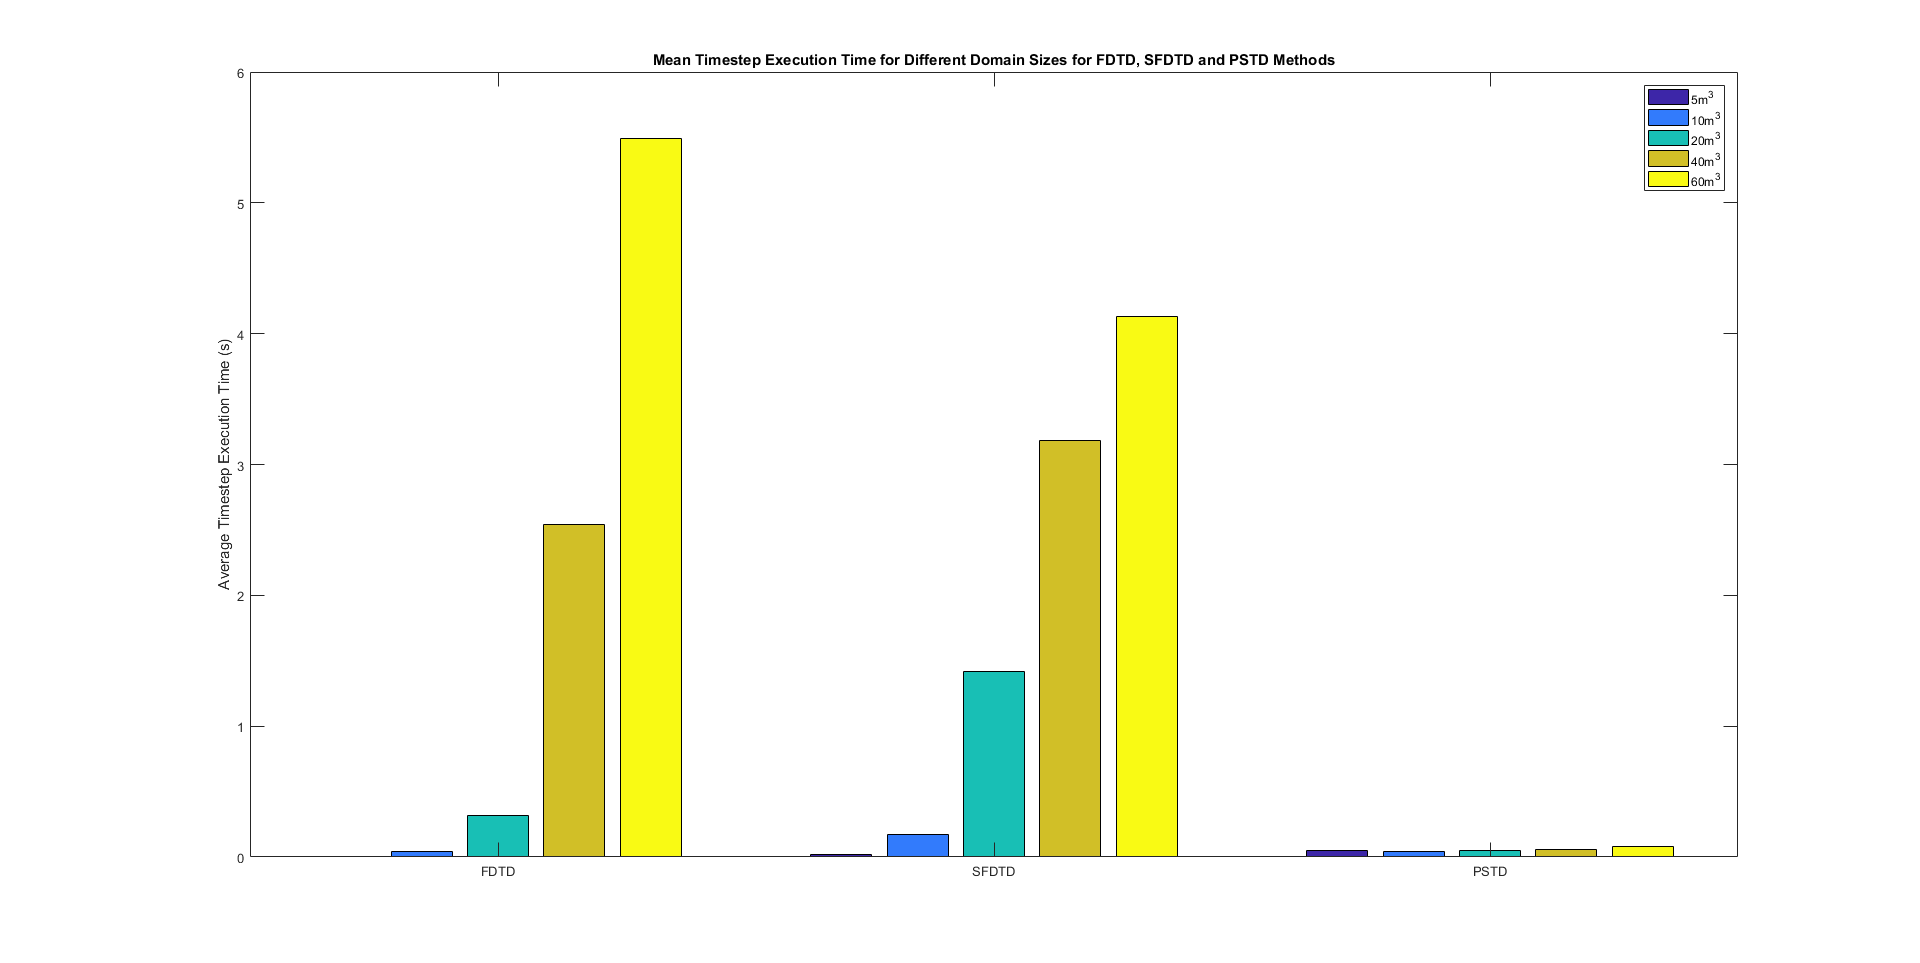 Mean Timestep Execution Time for Different Domain Sizes for FDTD, SFDTD and PSTD Methods
6
5
4
3
2
1
0
Average Timestep Execution Time (s)
5m³
10m³
20m³
40m³
60m³
FDTD
SFDTD
PSTD